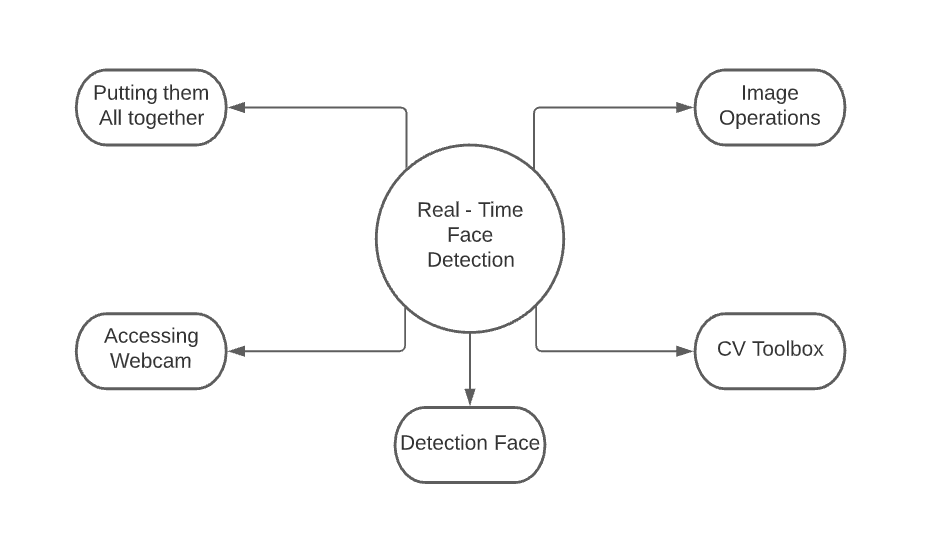 Putting them
All together
Image
Operations
Real - Time
Face
Detection
Accessing
Webcam
CV Toolbox
Detection Face